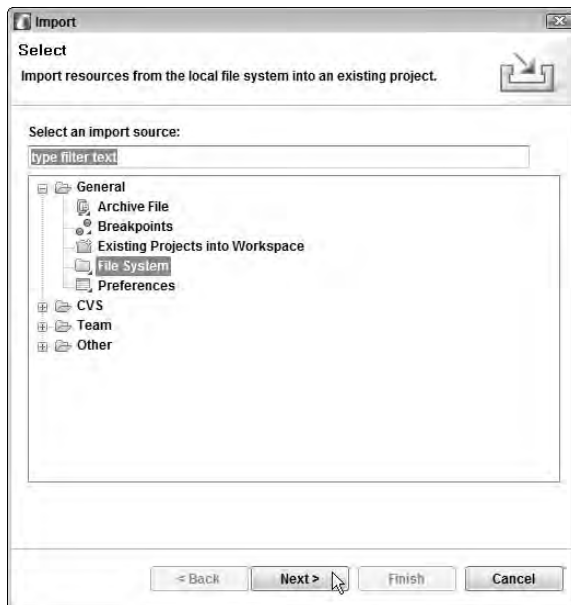 Import
Select
Import resources from the local file system into an existing project.
Select an import source:
type filter text
General
Archive File
Breakpoints
Existing Projects into Workspace
File System
Preferences
CVS
Team
Other
< Back Next > Finish Cancel